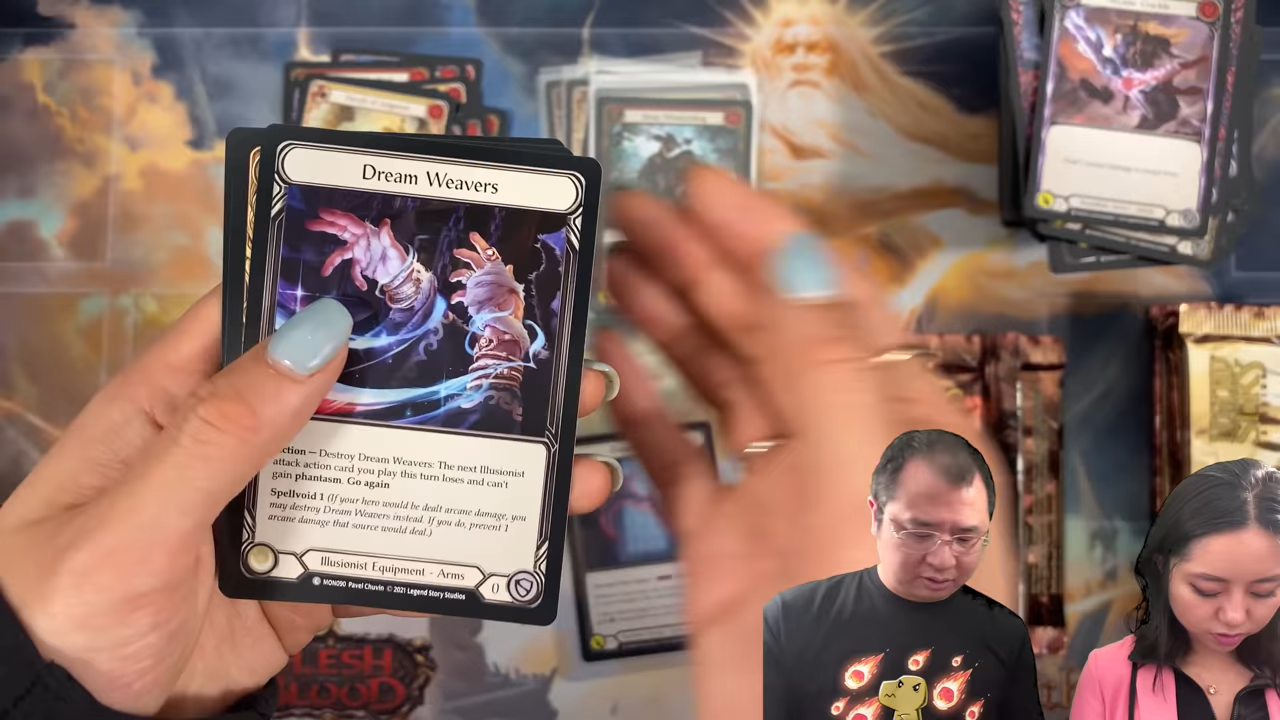 Dream Weavers
ction — Destroy Dream Weavers: The next Illusionist
attack action card you play this turn loses and can't
gain phantasm. Go again
Spellvoid 1 (If your hero would be dealt arcane damage, you
may destroy Dream Weavers instead. If you do, prevent 1
arcane damage that source would deal.)
Illusionist Equipment - Arms
0
MON090 Pavel Chuvin © 2021 Legend Story Studios
FLESH
BLOOD